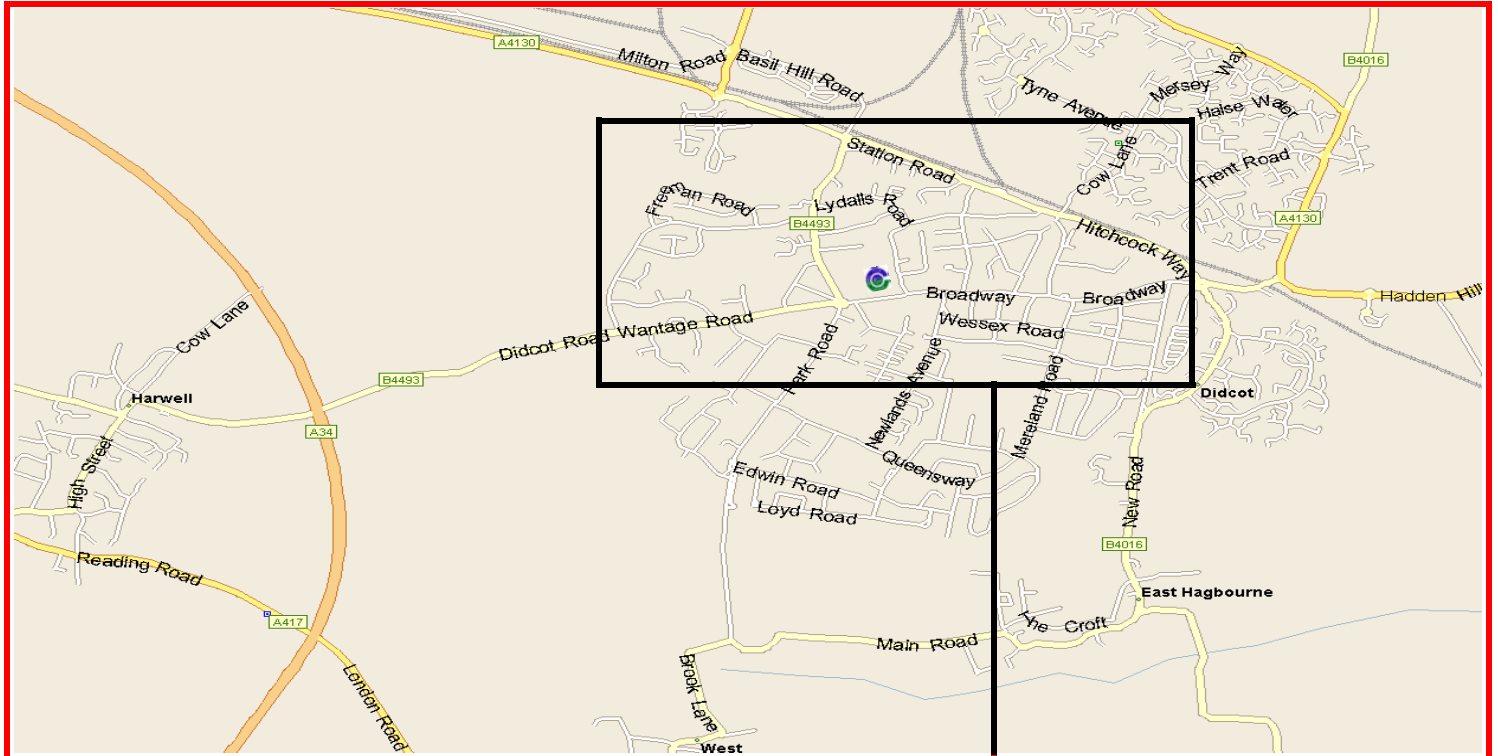 A4130
Milton Road
Basil Hill Road
B4016
Mersey Way
Tyne Avenue
Halse Water
Station Road
Cow Lane
Trent Road
Freeman Road
Lydalls Road
B4493
A4130
Hitchcock Way
Broadway
Broadway
Hadden Hill
Cow Lane
Didcot Road
Wantage Road
Wessex Road
Park Road
Newlands Avenue
Mereland Road
B4493
Harwell
Didcot
A34
High Street
Queensway
Edwin Road
Loyd Road
New Road
B4016
Reading Road
East Hagbourne
A417
The Croft
Main Road
London Road
Brook Lane
West